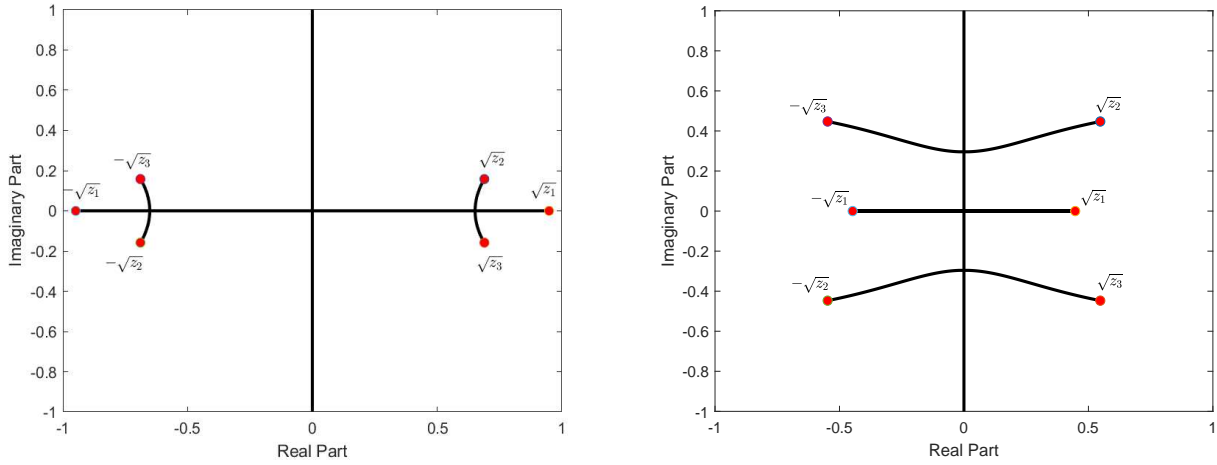 1
0.8
0.6
0.4
0.2
0
-0.2
-0.4
-0.6
-0.8
-1
-1 -0.5 0 0.5 1
Real Part
Imaginary Part
-√z₃
√z₂
-√z₁
√z₁
-√z₂
√z₃
1
0.8
0.6
0.4
0.2
0
-0.2
-0.4
-0.6
-0.8
-1
-1 -0.5 0 0.5 1
Real Part
Imaginary Part
-√z₃
√z₂
-√z₁
√z₁
-√z₂
√z₃